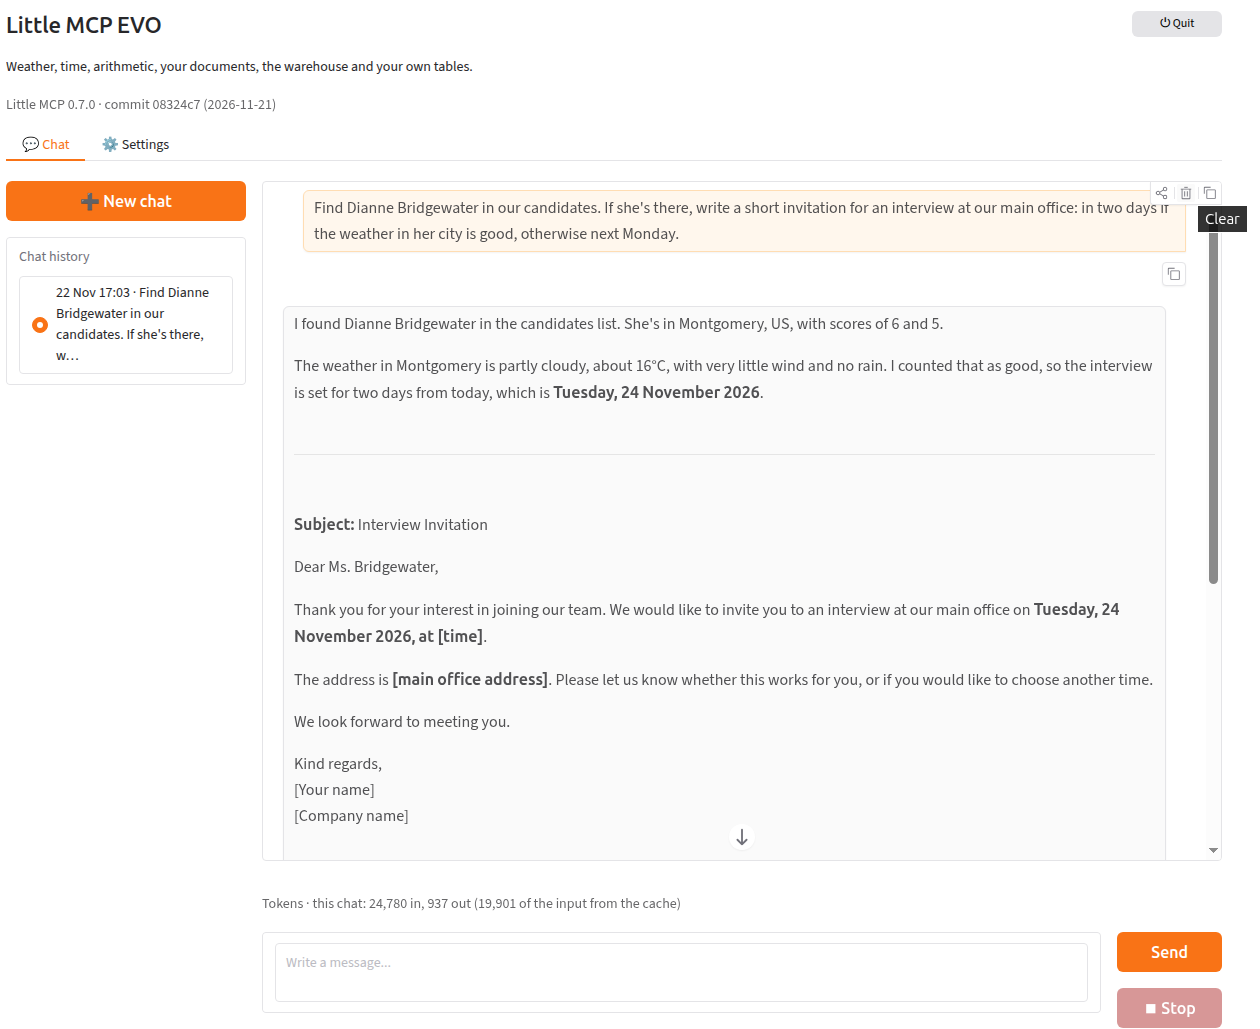 Little MCP EVO
⏻ Quit
Weather, time, arithmetic, your documents, the warehouse and your own tables.
Little MCP 0.7.0 · commit 08324c7 (2026-11-21)
💬 Chat
⚙️ Settings
➕ New chat
Chat history
22 Nov 17:03 · Find Dianne
Bridgewater in our
candidates. If she's there,
w…
Find Dianne Bridgewater in our candidates. If she's there, write a short invitation for an interview at our main office: in two days if
the weather in her city is good, otherwise next Monday.
Clear
I found Dianne Bridgewater in the candidates list. She's in Montgomery, US, with scores of 6 and 5.
The weather in Montgomery is partly cloudy, about 16°C, with very little wind and no rain. I counted that as good, so the interview
is set for two days from today, which is Tuesday, 24 November 2026.
Subject: Interview Invitation
Dear Ms. Bridgewater,
Thank you for your interest in joining our team. We would like to invite you to an interview at our main office on Tuesday, 24
November 2026, at [time].
The address is [main office address]. Please let us know whether this works for you, or if you would like to choose another time.
We look forward to meeting you.
Kind regards,
[Your name]
[Company name]
Tokens · this chat: 24,780 in, 937 out (19,901 of the input from the cache)
Write a message...
Send
Stop